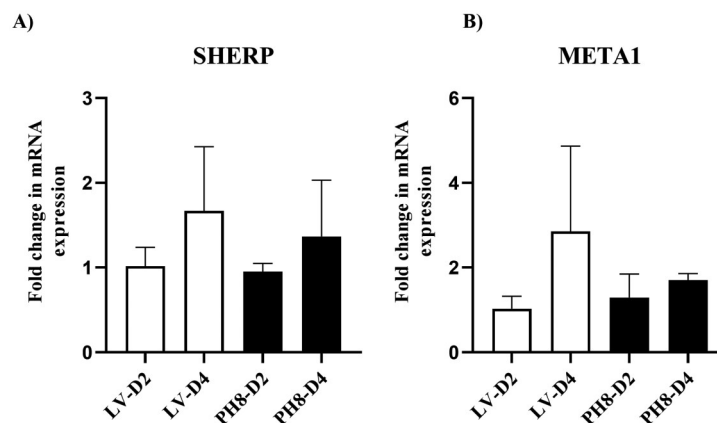 A)
SHERP
Fold change in mRNA
expression
3
2
1
0
LV-D2
LV-D4
PH8-D2
PH8-D4
B)
META1
Fold change in mRNA
expression
6
4
2
0
LV-D2
LV-D4
PH8-D2
PH8-D4